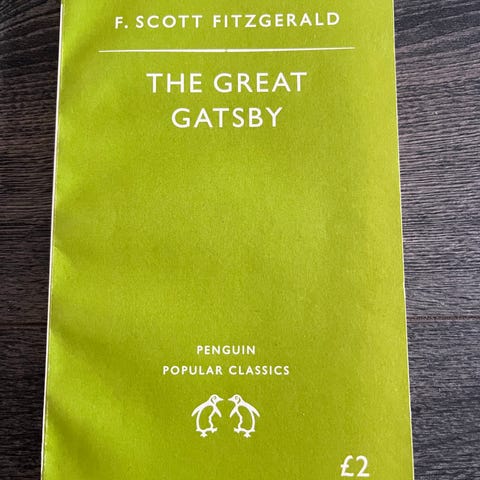 F. SCOTT FITZGERALD
THE GREAT
GATSBY
PENGUIN
POPULAR CLASSICS
£2